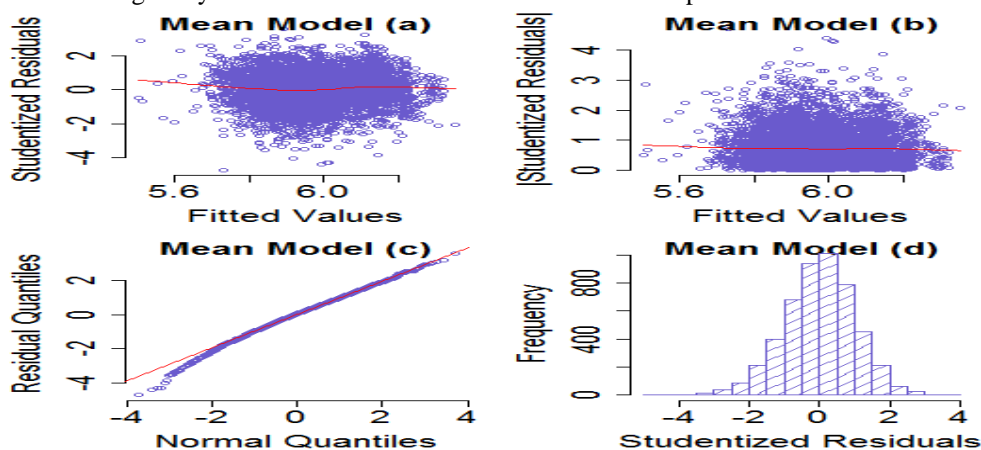 Mean Model (a)
Studentized Residuals
2
0
-2
-4
5.6 6.0
Fitted Values
Mean Model (b)
|Studentized Residuals|
4
3
2
1
0
5.6 6.0
Fitted Values
Mean Model (c)
Residual Quantiles
2
0
-2
-4
-4 -2 0 2 4
Normal Quantiles
Mean Model (d)
Frequency
800
400
0
-4 -2 0 2 4
Studentized Residuals